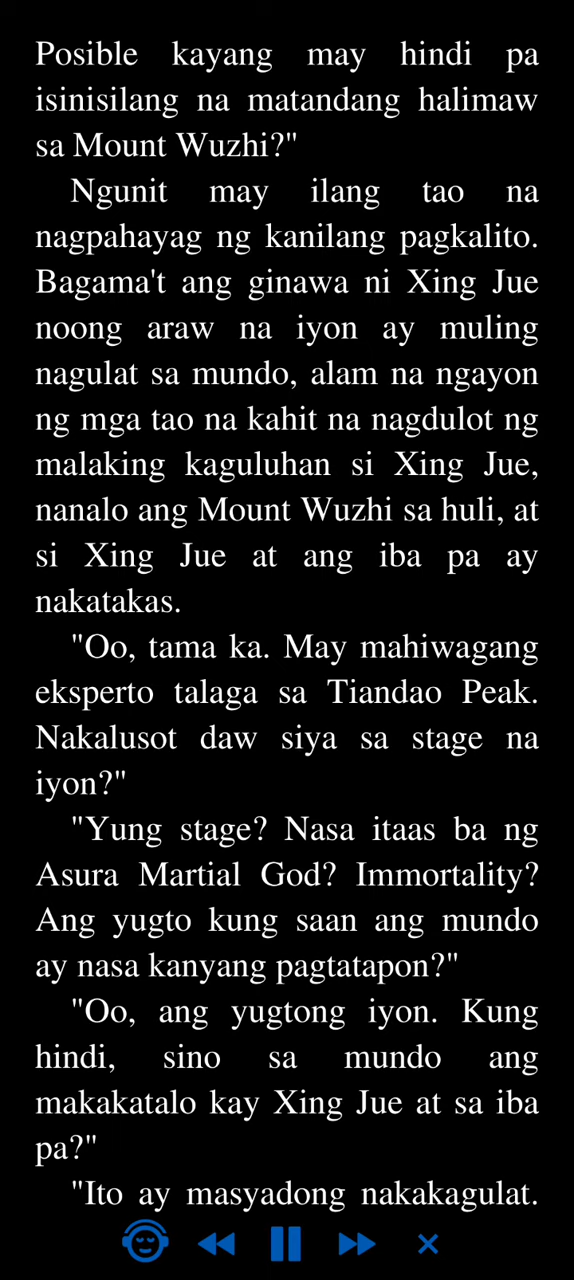 Posible kayang may hindi pa
isinisilang na matandang halimaw
sa Mount Wuzhi?"
Ngunit may ilang tao na
nagpahayag ng kanilang pagkalito.
Bagama't ang ginawa ni Xing Jue
noong araw na iyon ay muling
nagulat sa mundo, alam na ngayon
ng mga tao na kahit na nagdulot ng
malaking kaguluhan si Xing Jue,
nanalo ang Mount Wuzhi sa huli, at
si Xing Jue at ang iba pa ay
nakatakas.
"Oo, tama ka. May mahiwagang
eksperto talaga sa Tiandao Peak.
Nakalusot daw siya sa stage na
iyon?"
"Yung stage? Nasa itaas ba ng
Asura Martial God? Immortality?
Ang yugto kung saan ang mundo
ay nasa kanyang pagtatapon?"
"Oo, ang yugtong iyon. Kung
hindi, sino sa mundo ang
makakatalo kay Xing Jue at sa iba
pa?"
"Ito ay masyadong nakakagulat.